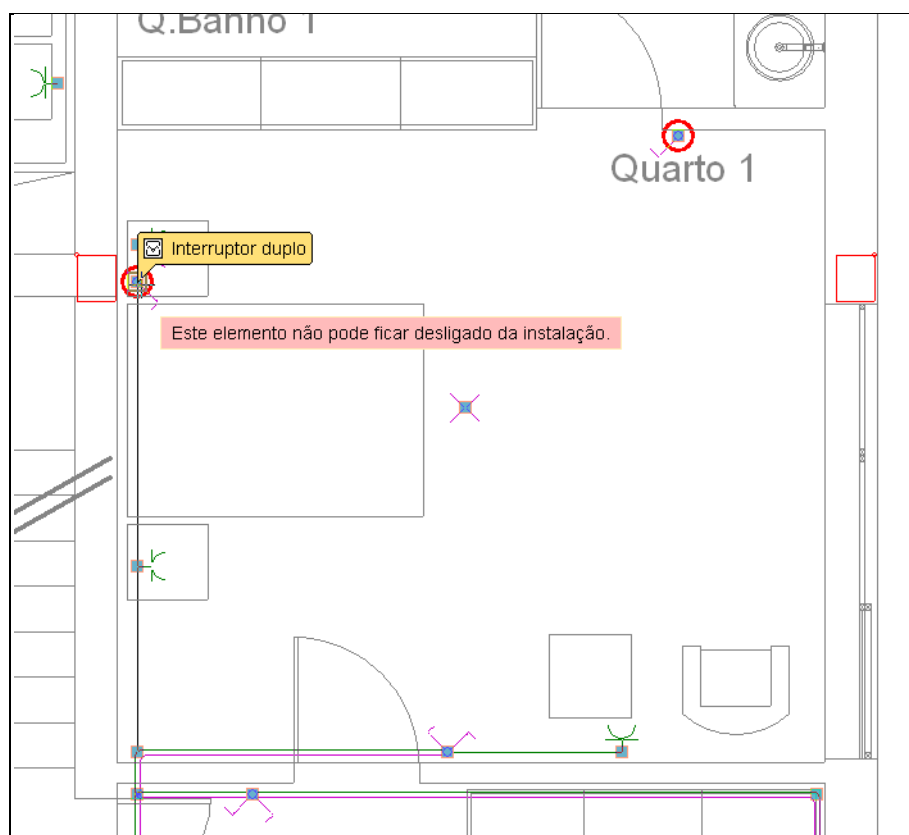 Q.Banho 1
Quarto 1
Interruptor duplo
Este elemento não pode ficar desligado da instalação.